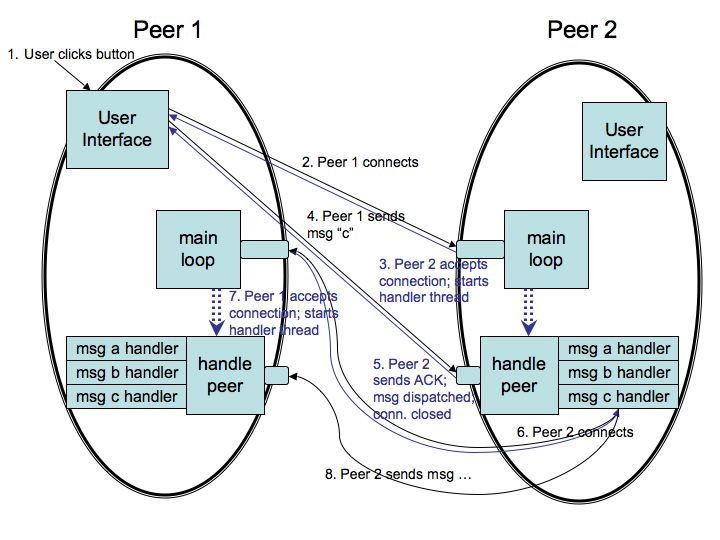 Peer 1
Peer 2
1. User clicks button
User
Interface
User
Interface
2. Peer 1 connects
4. Peer 1 sends
msg “c”
main
loop
main
loop
3. Peer 2 accepts
connection; starts
handler thread
7. Peer 1 accepts
connection; starts
handler thread
msg a handler
msg b handler
msg c handler
handle
peer
5. Peer 2
sends ACK;
msg dispatched;
conn. closed
handle
peer
msg a handler
msg b handler
msg c handler
6. Peer 2 connects
8. Peer 2 sends msg …